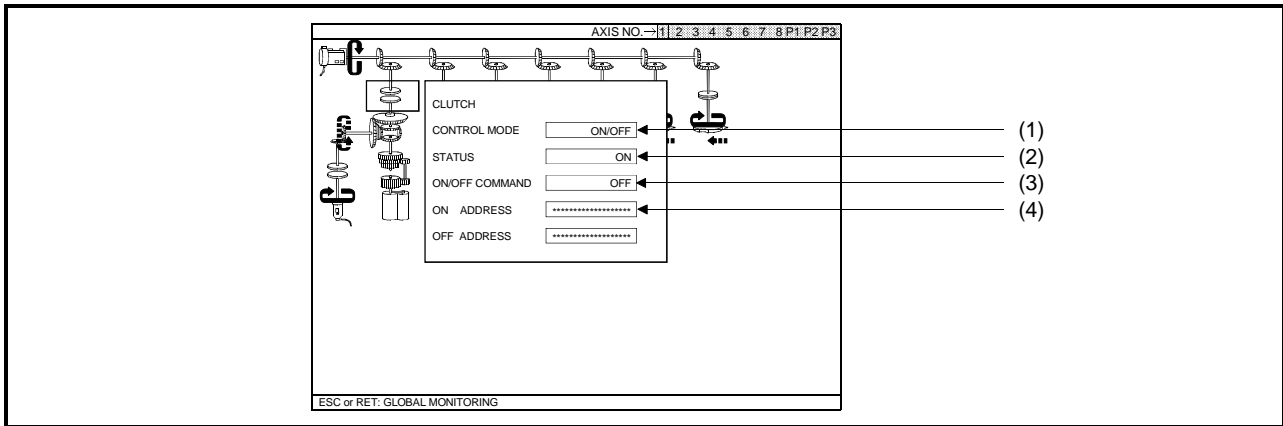 AXIS NO.→ 1 2 3 4 5 6 7 8 P1 P2 P3
CLUTCH
CONTROL MODE ON/OFF (1)
STATUS ON (2)
ON/OFF COMMAND OFF (3)
ON ADDRESS ******************* (4)
OFF ADDRESS *******************
ESC or RET: GLOBAL MONITORING